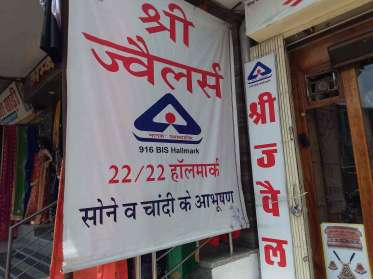 श्री
ज्वैलर्स
916 BIS Hallmark
22/22 हॉलमार्क
सोने व चांदी के आभूषण
श्री
ज्वैल